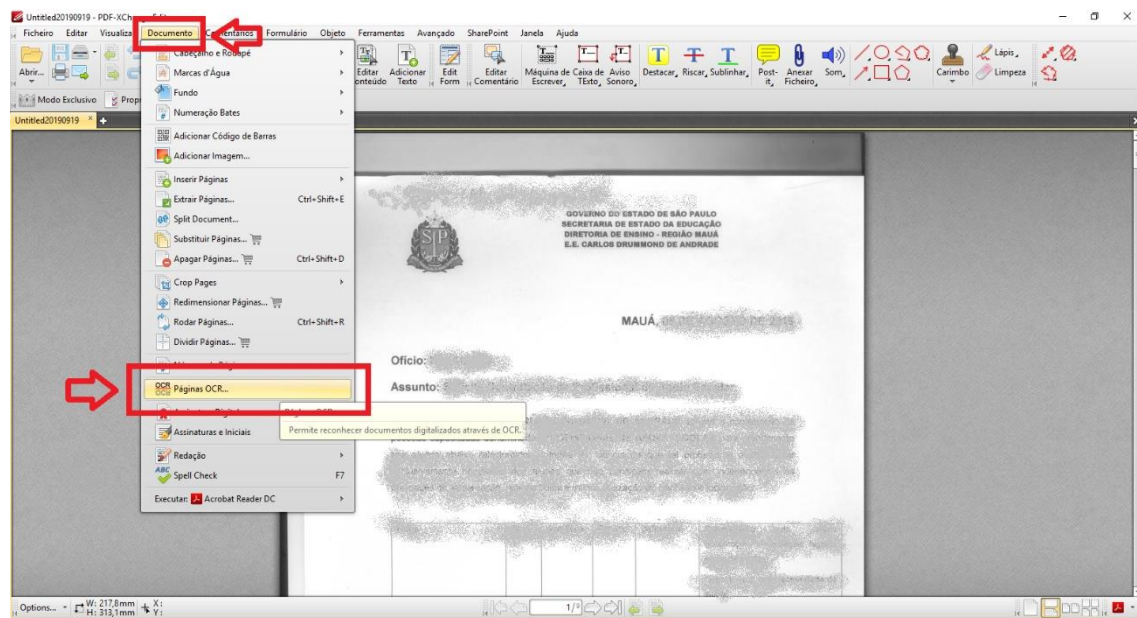 Untitled20190919 - PDF-XChange Editor
Ficheiro Editar Visualizar Documento Comentários Formulário Objeto Ferramentas Avançado SharePoint Janela Ajuda
Abrir...
Editar Conteúdo
Adicionar Texto
Edit Form
Editar Comentário
Máquina de Escrever
Caixa de TExto
Aviso Sonoro
Destacar
Riscar
Sublinhar
Post-it
Anexar Ficheiro
Som
Carimbo
Lápis
Limpeza
Modo Exclusivo
Untitled20190919
Cabeçalho e Rodapé
Marcas d'Água
Fundo
Numeração Bates
Adicionar Código de Barras
Adicionar Imagem...
Inserir Páginas
Extrair Páginas... Ctrl+Shift+E
Split Document...
Substituir Páginas...
Apagar Páginas... Ctrl+Shift+D
Crop Pages
Redimensionar Páginas...
Rodar Páginas... Ctrl+Shift+R
Dividir Páginas...
OCR Páginas OCR...
Permite reconhecer documentos digitalizados através de OCR.
Assinaturas e Iniciais
Redação
ABC Spell Check F7
Executar: Acrobat Reader DC
SP
GOVERNO DO ESTADO DE SÃO PAULO
SECRETARIA DE ESTADO DA EDUCAÇÃO
DIRETORIA DE ENSINO - REGIÃO MAUÁ
E.E. CARLOS DRUMMOND DE ANDRADE
MAUÁ,
Ofício:
Assunto:
Options... W: 217,8mm X:
H: 313,1mm Y: